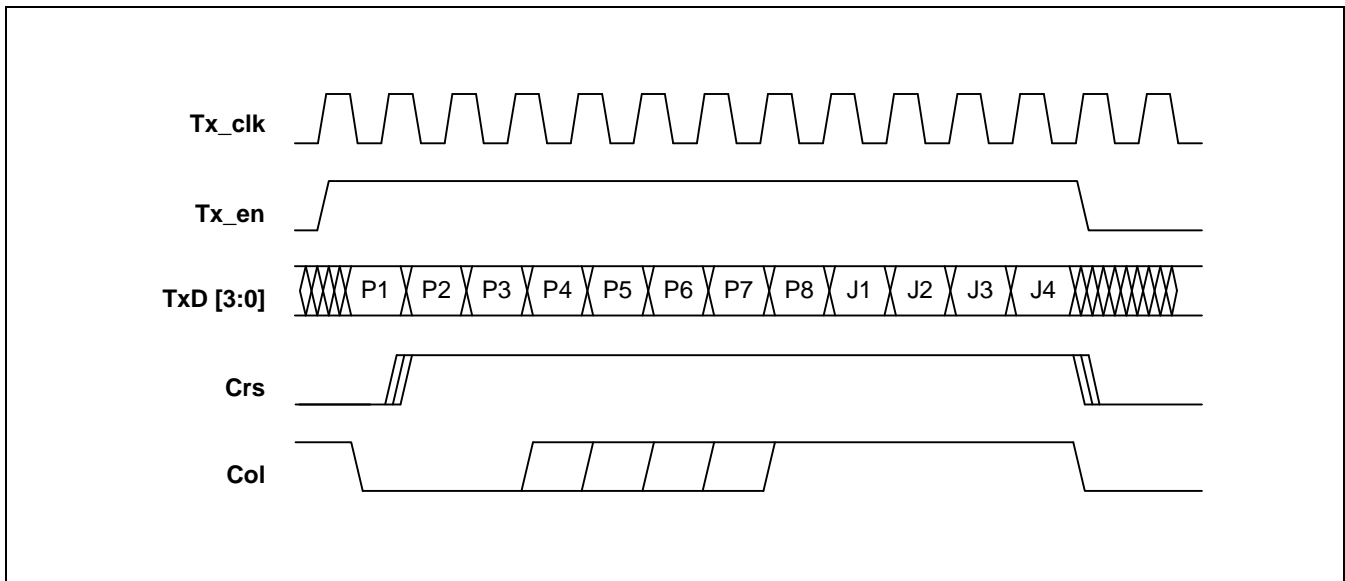 Tx_clk
Tx_en
TxD [3:0] P1 P2 P3 P4 P5 P6 P7 P8 J1 J2 J3 J4
Crs
Col